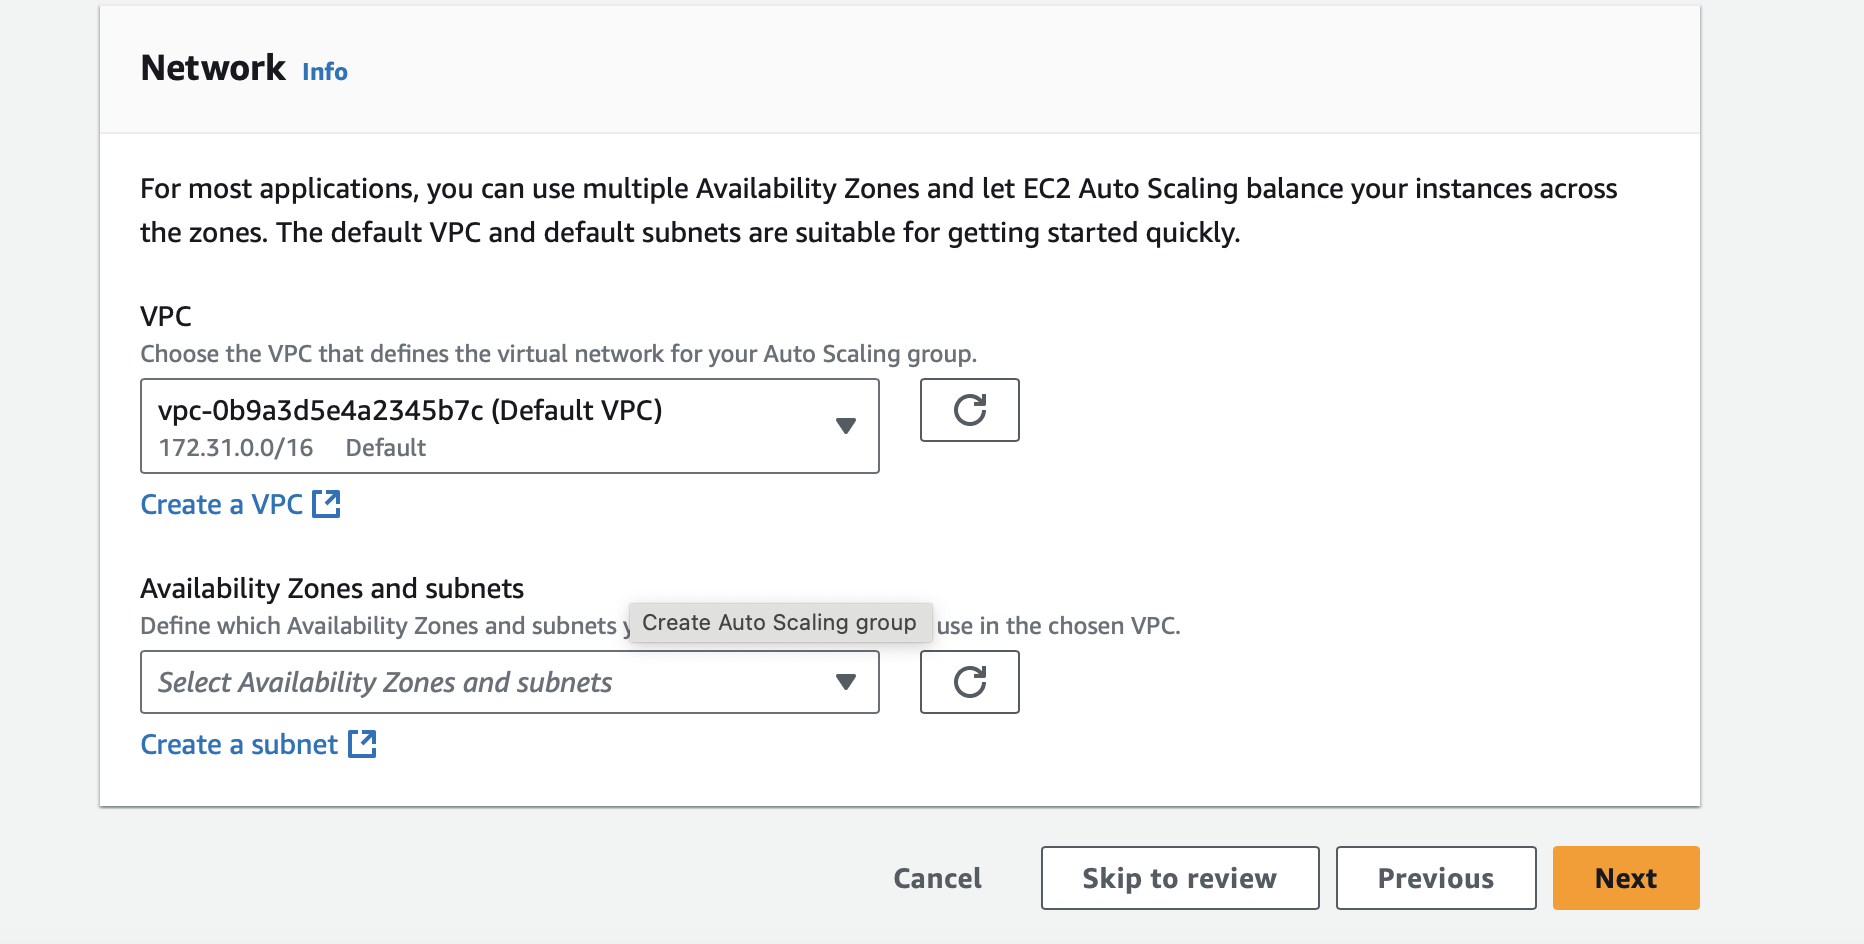 Network Info
For most applications, you can use multiple Availability Zones and let EC2 Auto Scaling balance your instances across
the zones. The default VPC and default subnets are suitable for getting started quickly.
VPC
Choose the VPC that defines the virtual network for your Auto Scaling group.
vpc-0b9a3d5e4a2345b7c (Default VPC)
172.31.0.0/16 Default
Create a VPC
Availability Zones and subnets
Define which Availability Zones and subnets Create Auto Scaling group use in the chosen VPC.
Select Availability Zones and subnets
Create a subnet
Cancel Skip to review Previous Next